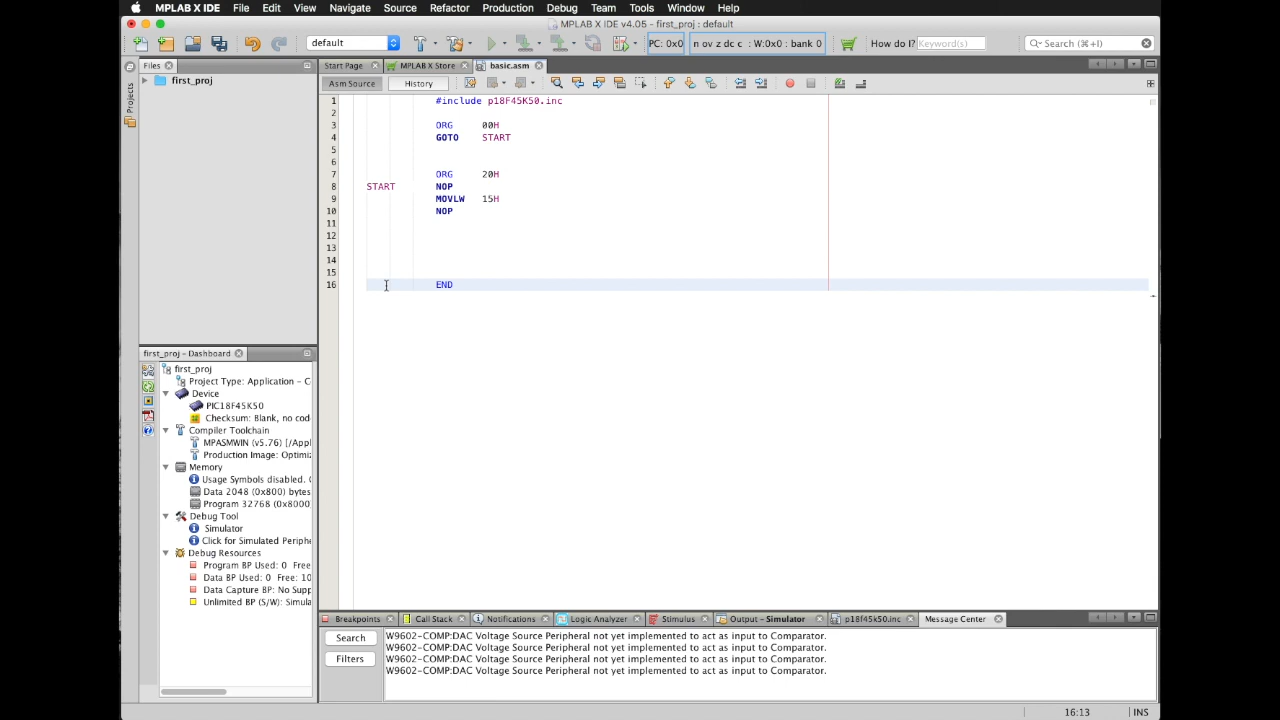 MPLAB X IDE File Edit View Navigate Source Refactor Production Debug Team Tools Window Help
MPLAB X IDE v4.05 - first_proj : default
default PC: 0x0 n ov z dc c : W:0x0 : bank 0 How do I? Keyword(s) Search (⌘+I)
Files Start Page MPLAB X Store basic.asm
Projects
first_proj
Asm Source History
1 #include p18F45K50.inc
2
3 ORG 00H
4 GOTO START
5
6
7 ORG 20H
8 START NOP
9 MOVLW 15H
10 NOP
11
12
13
14
15
16 END
first_proj - Dashboard
first_proj
Project Type: Application - C
Device
PIC18F45K50
Checksum: Blank, no cod
Compiler Toolchain
MPASMWIN (v5.76) [/Appl
Production Image: Optimiz
Memory
Usage Symbols disabled. C
Data 2048 (0x800) bytes
Program 32768 (0x8000)
Debug Tool
Simulator
Click for Simulated Periphe
Debug Resources
Program BP Used: 0 Free
Data BP Used: 0 Free: 10
Data Capture BP: No Supp
Unlimited BP (S/W): Simula
Breakpoints Call Stack Notifications Logic Analyzer Stimulus Output - Simulator p18f45k50.inc Message Center
Search
Filters
W9602-COMP:DAC Voltage Source Peripheral not yet implemented to act as input to Comparator.
W9602-COMP:DAC Voltage Source Peripheral not yet implemented to act as input to Comparator.
W9602-COMP:DAC Voltage Source Peripheral not yet implemented to act as input to Comparator.
W9602-COMP:DAC Voltage Source Peripheral not yet implemented to act as input to Comparator.
16:13 INS